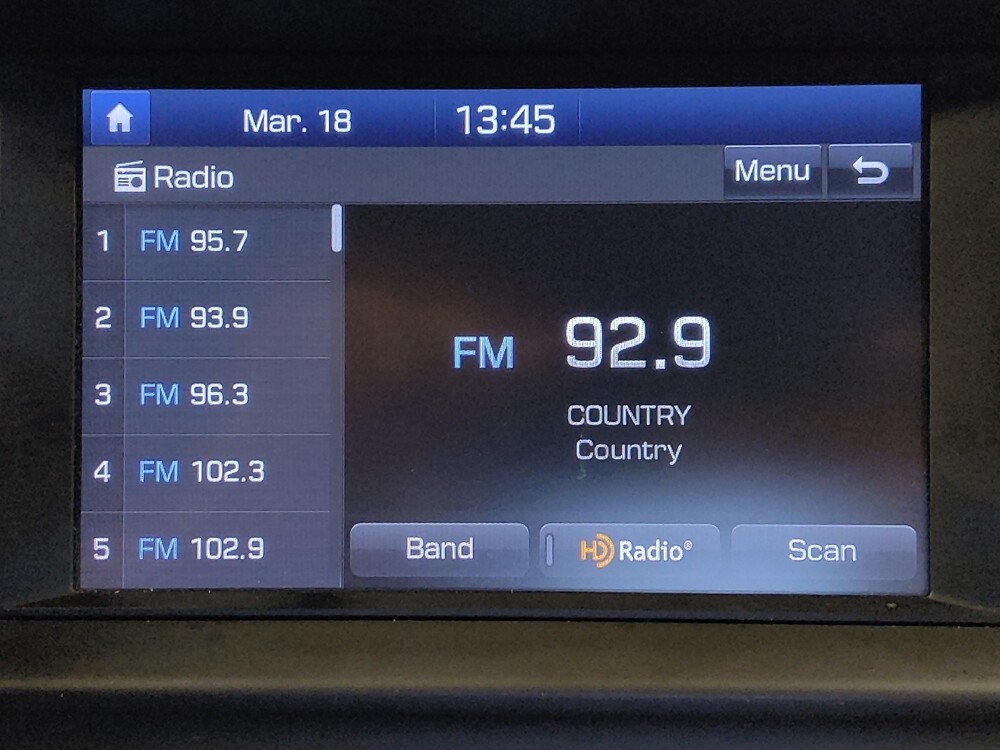 Mar. 18 13:45
Radio Menu
1 FM 95.7
2 FM 93.9
3 FM 96.3
4 FM 102.3
5 FM 102.9
FM 92.9
COUNTRY
Country
Band HD Radio® Scan